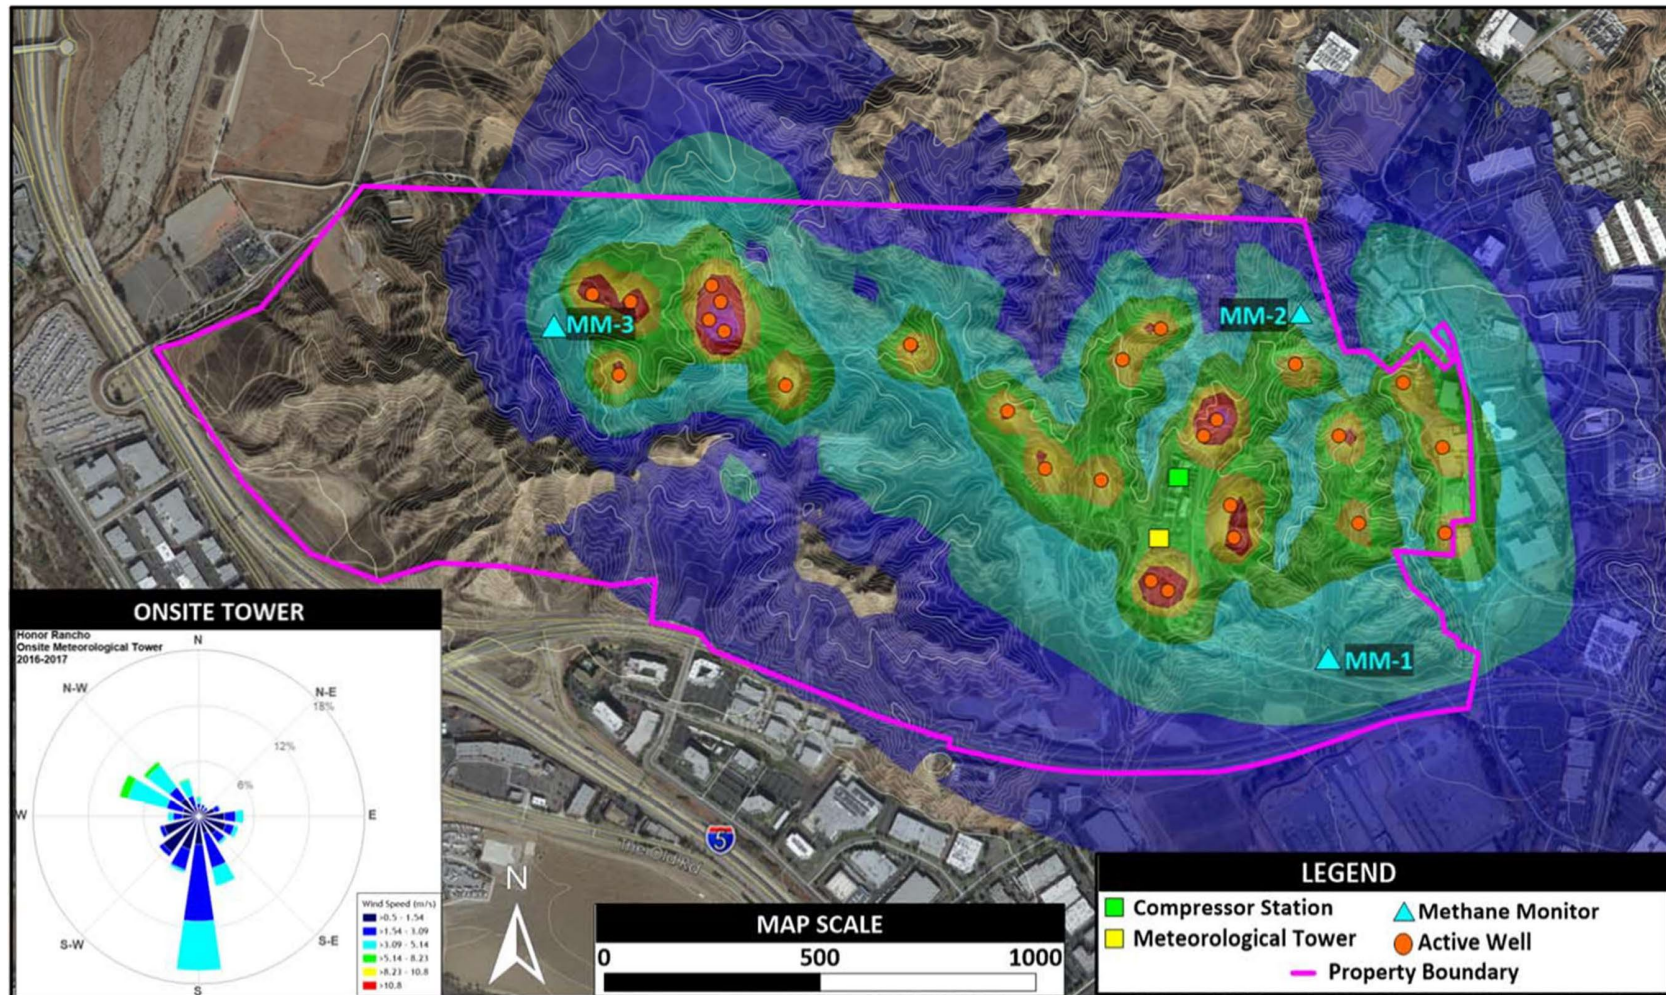 MM-3
MM-2
MM-1
ONSITE TOWER
Honor Rancho
Onsite Meteorological Tower
2016-2017
N
N-W
N-E
18%
12%
6%
W
E
S-W
S-E
S
Wind Speed (m/s)
>0.5 - 1.54
>1.54 - 3.09
>3.09 - 5.14
>5.14 - 8.23
>8.23 - 10.8
>10.8
5
The Old Rd
N
MAP SCALE
0 500 1000
LEGEND
Compressor Station
Methane Monitor
Meteorological Tower
Active Well
Property Boundary